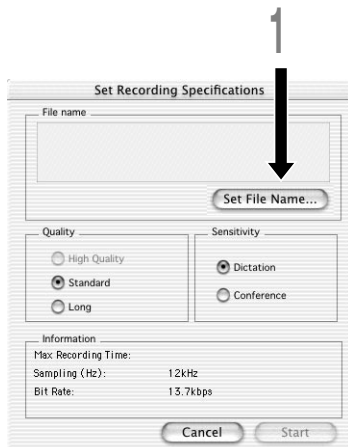 1
Set Recording Specifications
File name
Set File Name...
Quality
High Quality
Standard
Long
Sensitivity
Dictation
Conference
Information
Max Recording Time:
Sampling (Hz): 12kHz
Bit Rate: 13.7kbps
Cancel Start